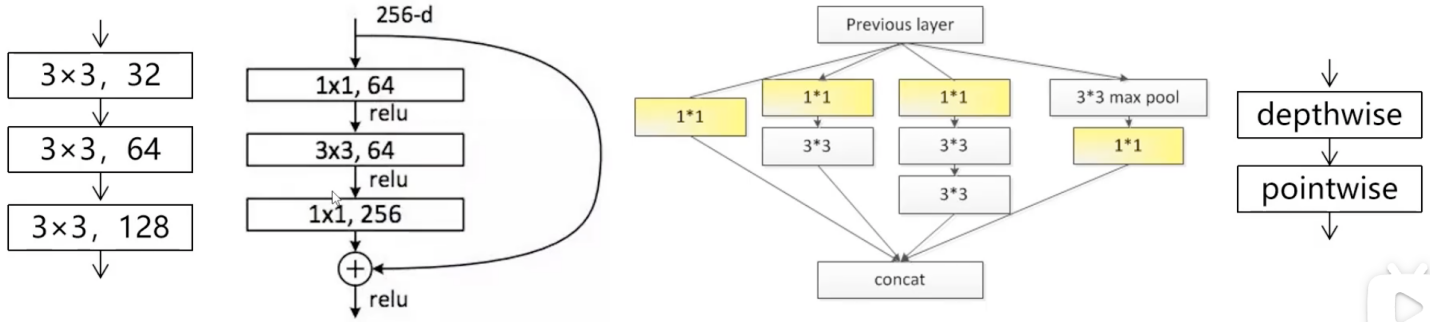 3×3, 32
3×3, 64
3×3, 128
256-d
1x1, 64
relu
3x3, 64
relu
1x1, 256
+
relu
Previous layer
1*1
1*1
1*1
3*3 max pool
3*3
3*3
1*1
3*3
concat
depthwise
pointwise